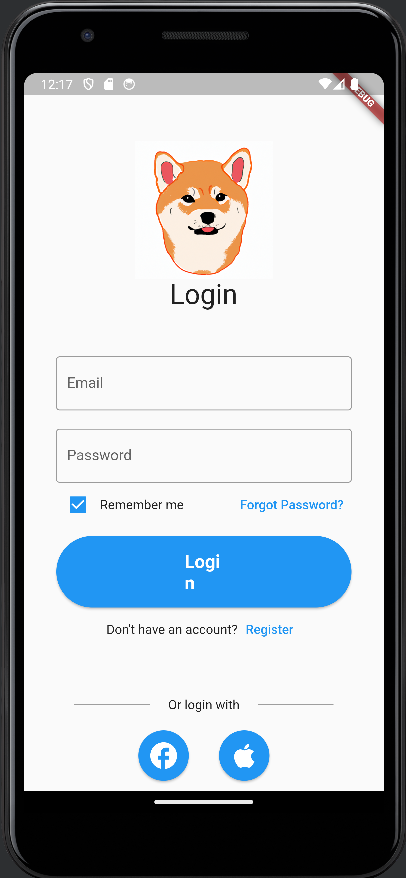 12:17
DEBUG
Login
Email
Password
Remember me Forgot Password?
Logi
n
Don't have an account? Register
Or login with